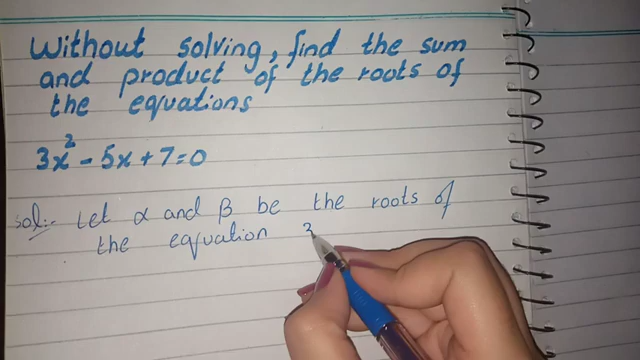 Without solving, find the sum
and product of the roots of
the equations
3x² - 5x + 7 = 0
Sol:- Let α and β be the roots of
the equation 3